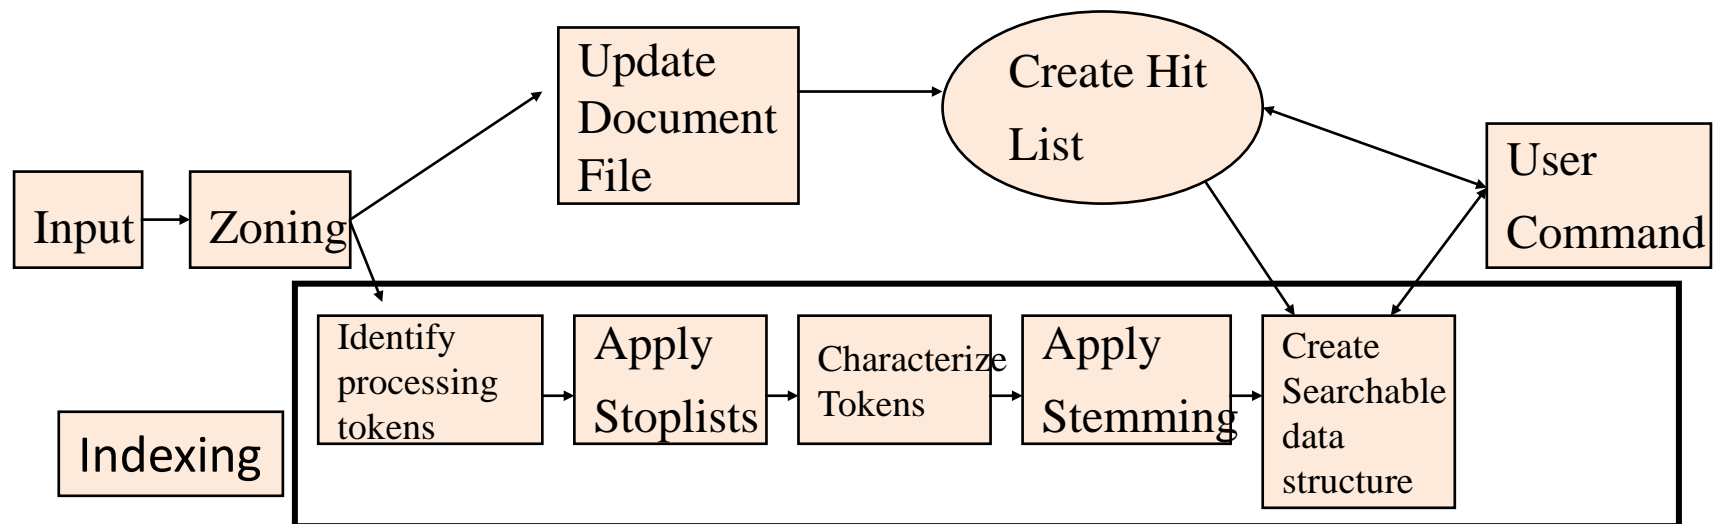 Update
Document
File
Create Hit
List
User
Command
Input
Zoning
Identify
processing
tokens
Apply
Stoplists
Characterize
Tokens
Apply
Stemming
Create
Searchable
data
structure
Indexing